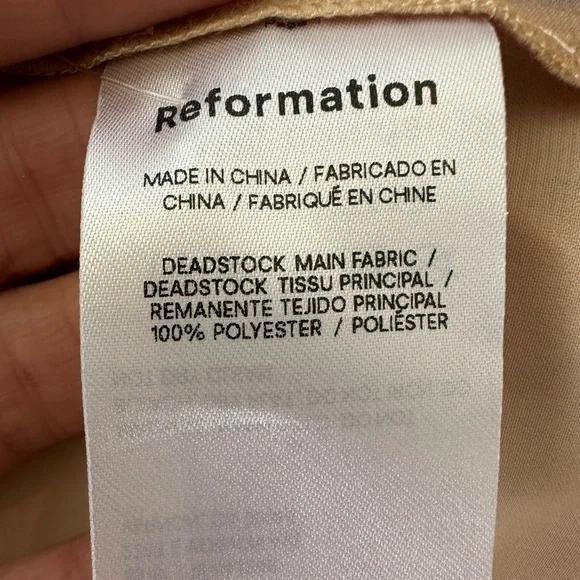 Reformation
MADE IN CHINA / FABRICADO EN
CHINA / FABRIQUÉ EN CHINE
DEADSTOCK MAIN FABRIC /
DEADSTOCK TISSU PRINCIPAL /
REMANENTE TEJIDO PRINCIPAL
100% POLYESTER / POLIÉSTER